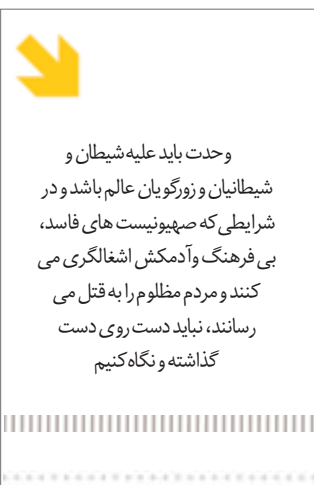 وحدت باید علیه شیطان و
شیطانیان و زورگویان عالم باشد و در
شرایطی که صهیونیست های فاسد،
بی فرهنگ وآدمکش اشغالگری می
کنند و مردم مظلوم را به قتل می
رسانند، نباید دست روی دست
گذاشته و نگاه کنیم